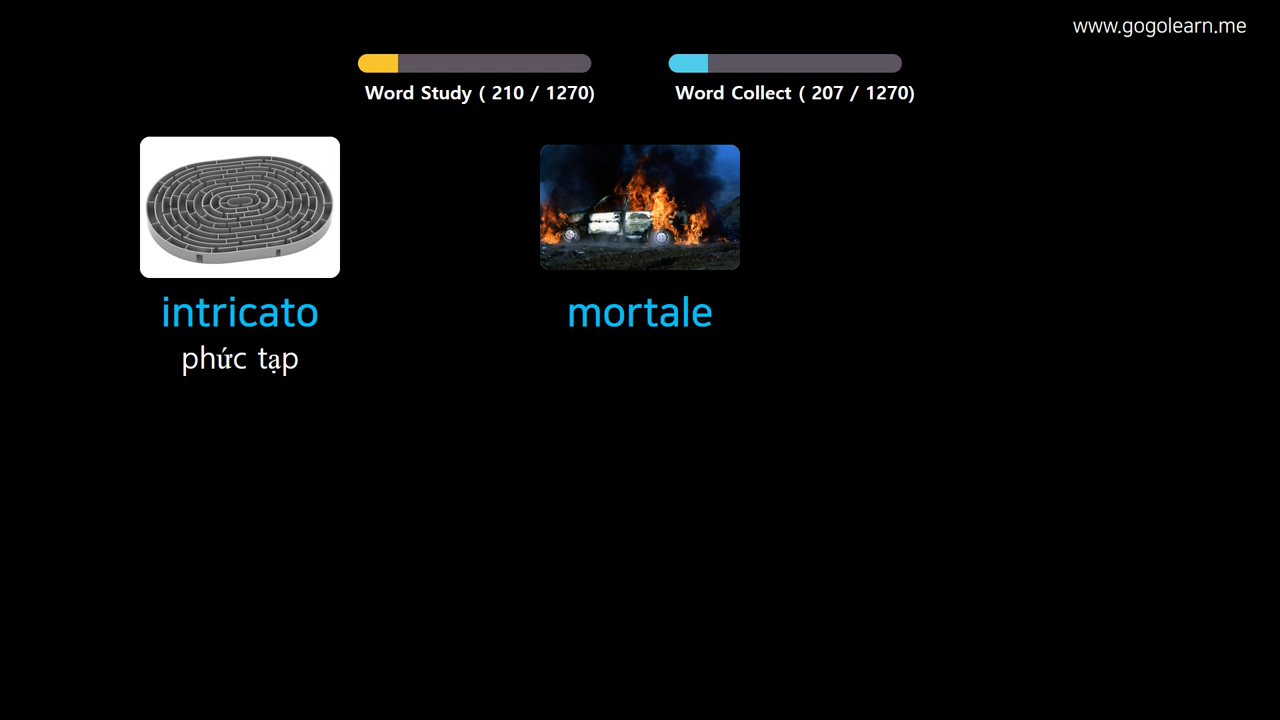 www.gogolearn.me
Word Study ( 210 / 1270)
Word Collect ( 207 / 1270)
intricato
phức tạp
mortale